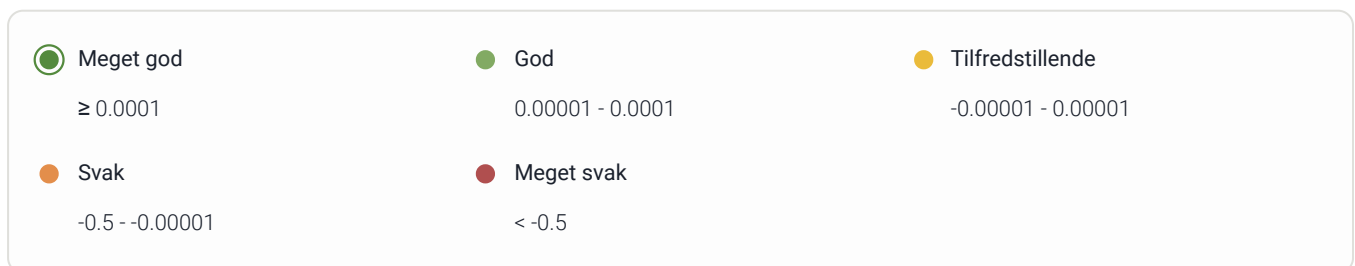 Meget god
God
Tilfredstillende
≥ 0.0001
0.00001 - 0.0001
-0.00001 - 0.00001
Svak
Meget svak
-0.5 - -0.00001
< -0.5